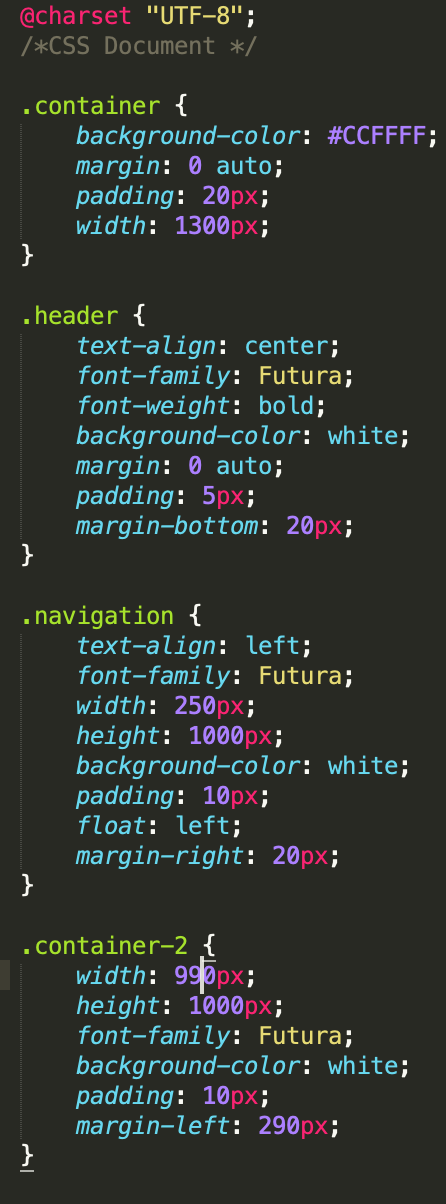 @charset "UTF-8";
/*CSS Document */

.container {
    background-color: #CCFFFF;
    margin: 0 auto;
    padding: 20px;
    width: 1300px;
}

.header {
    text-align: center;
    font-family: Futura;
    font-weight: bold;
    background-color: white;
    margin: 0 auto;
    padding: 5px;
    margin-bottom: 20px;
}

.navigation {
    text-align: left;
    font-family: Futura;
    width: 250px;
    height: 1000px;
    background-color: white;
    padding: 10px;
    float: left;
    margin-right: 20px;
}

.container-2 {
    width: 990px;
    height: 1000px;
    font-family: Futura;
    background-color: white;
    padding: 10px;
    margin-left: 290px;
}